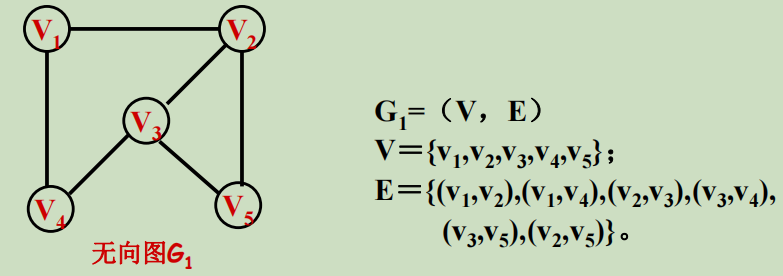 V₁
V₂
V₃
V₄
V₅
无向图G₁
G₁=（V，E）
V＝{v₁,v₂,v₃,v₄,v₅}；
E＝{(v₁,v₂),(v₁,v₄),(v₂,v₃),(v₃,v₄),
(v₃,v₅),(v₂,v₅)}。